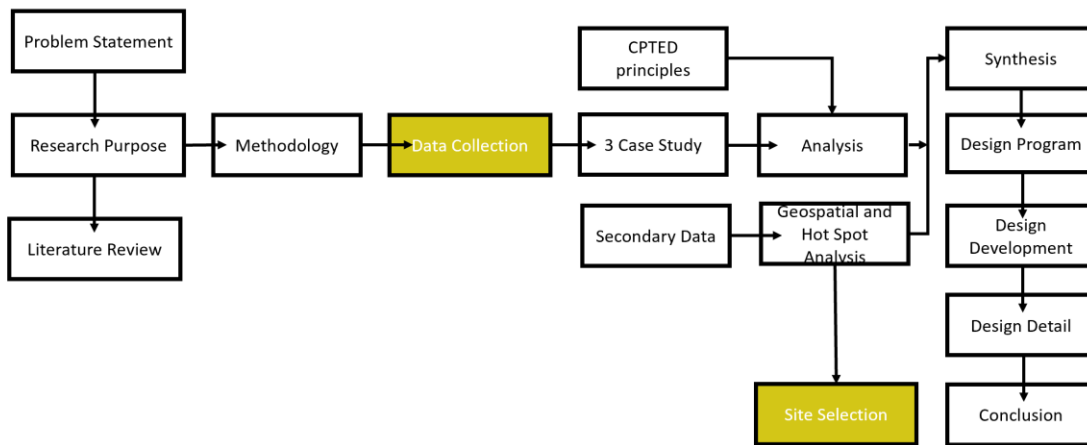 Problem Statement
CPTED
principles
Synthesis
Research Purpose
Methodology
Data Collection
3 Case Study
Analysis
Design Program
Literature Review
Secondary Data
Geospatial and
Hot Spot
Analysis
Design
Development
Design Detail
Site Selection
Conclusion